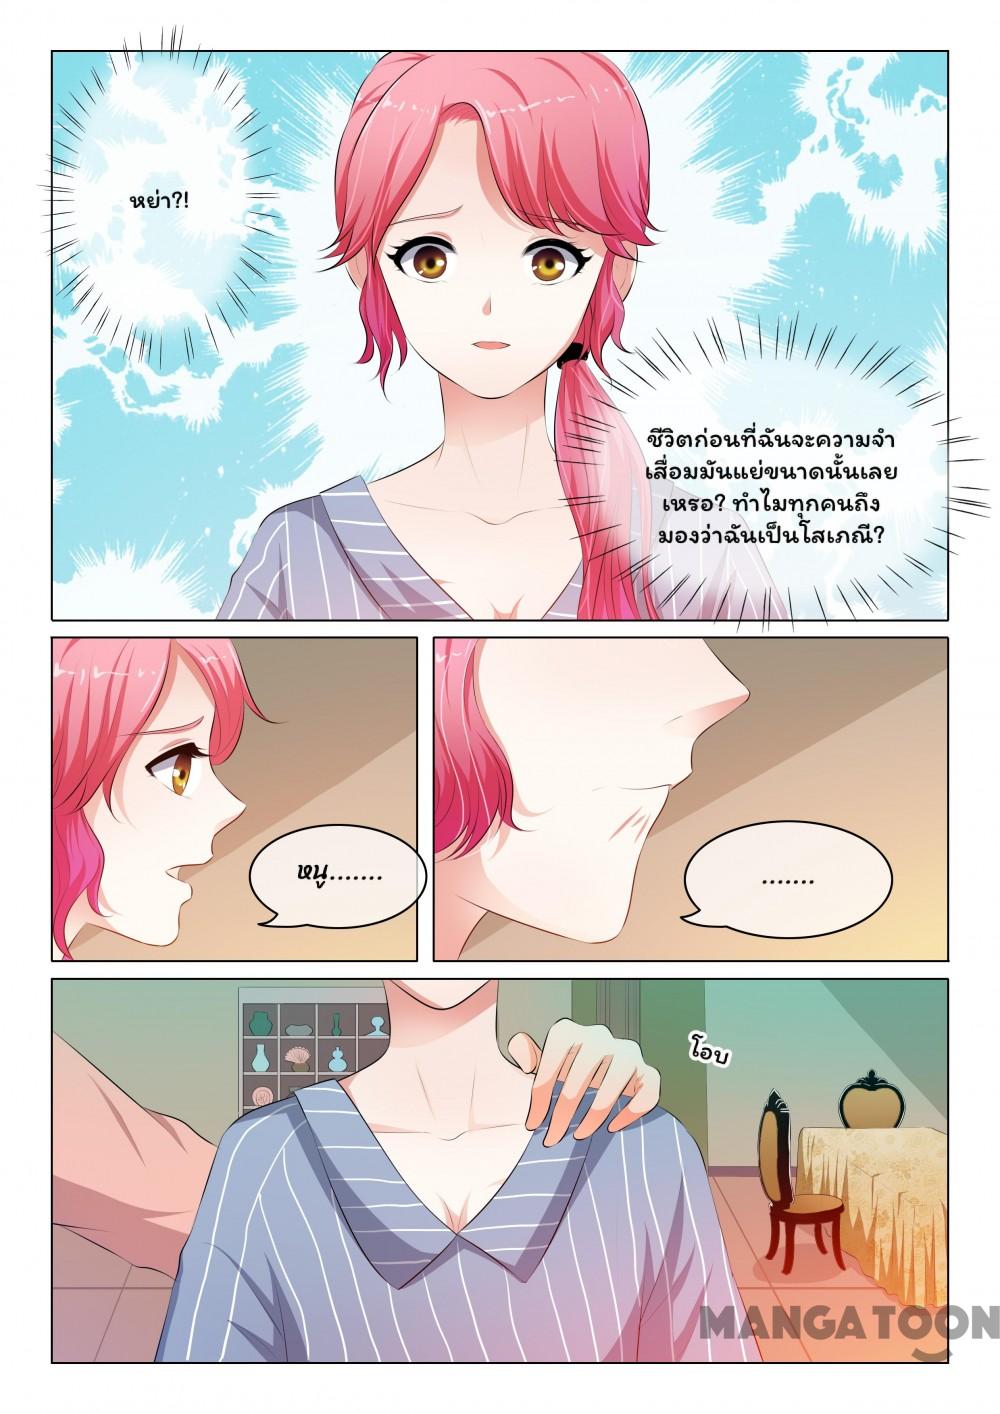 หย่า?!
ชีวิตก่อนที่ฉันจะความจำ
เสื่อมมันแย่ขนาดนั้นเลย
เหรอ? ทำไมทุกคนถึง
มองว่าฉันเป็นโสเภณี?
หนู.......
.......
โอบ
MANGATOON